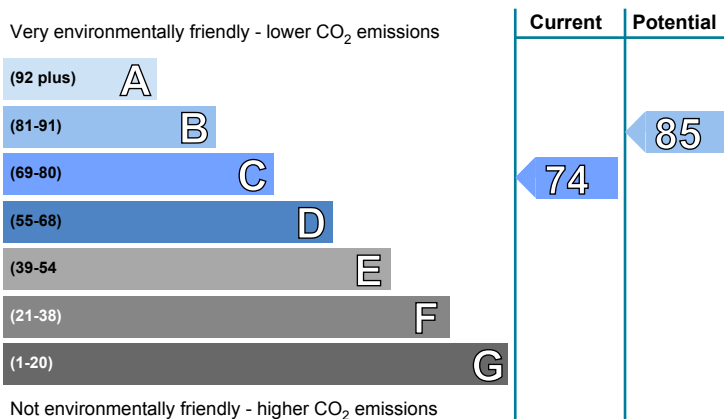 Very environmentally friendly - lower CO2 emissions
Current
Potential
(92 plus) A
(81-91) B
85
(69-80) C
74
(55-68) D
(39-54 E
(21-38) F
(1-20) G
Not environmentally friendly - higher CO2 emissions